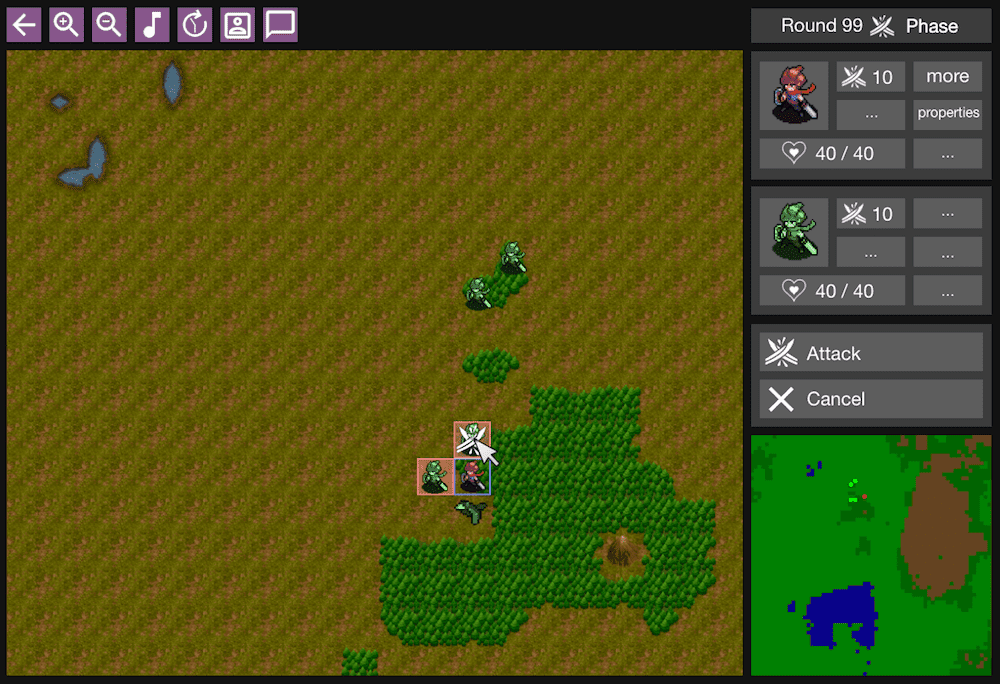 Round 99 Phase
10 more
... properties
40 / 40 ...
10 ...
... ...
40 / 40 ...
Attack
Cancel